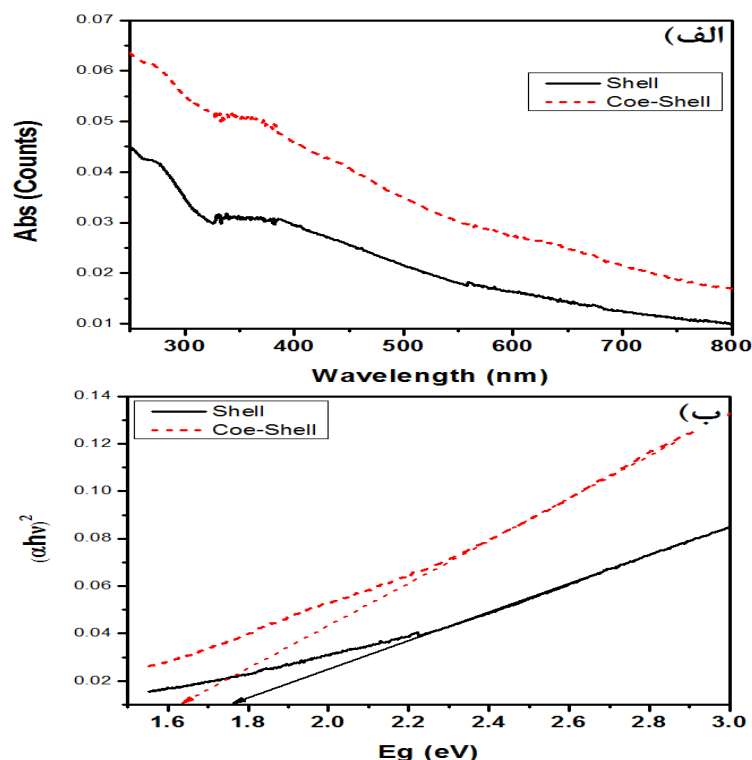 0.07
0.06
0.05
0.04
0.03
0.02
0.01
Abs (Counts)
الف)
Shell
Coe-Shell
300 400 500 600 700 800
Wavelength (nm)
0.14
0.12
0.10
0.08
0.06
0.04
0.02
(αhν)²
ب)
Shell
Coe-Shell
1.6 1.8 2.0 2.2 2.4 2.6 2.8 3.0
Eg (eV)